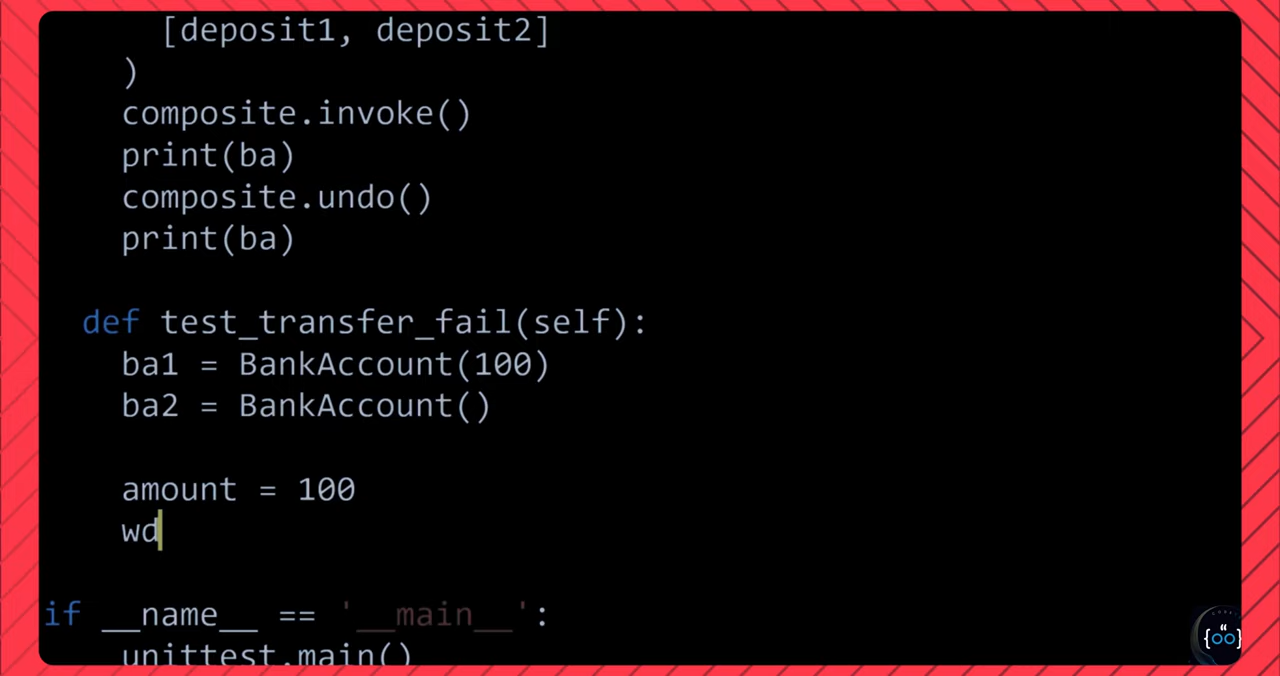 [deposit1, deposit2]
)
composite.invoke()
print(ba)
composite.undo()
print(ba)
def test_transfer_fail(self):
ba1 = BankAccount(100)
ba2 = BankAccount()
amount = 100
wd
if __name__ == '__main__':
unittest.main()